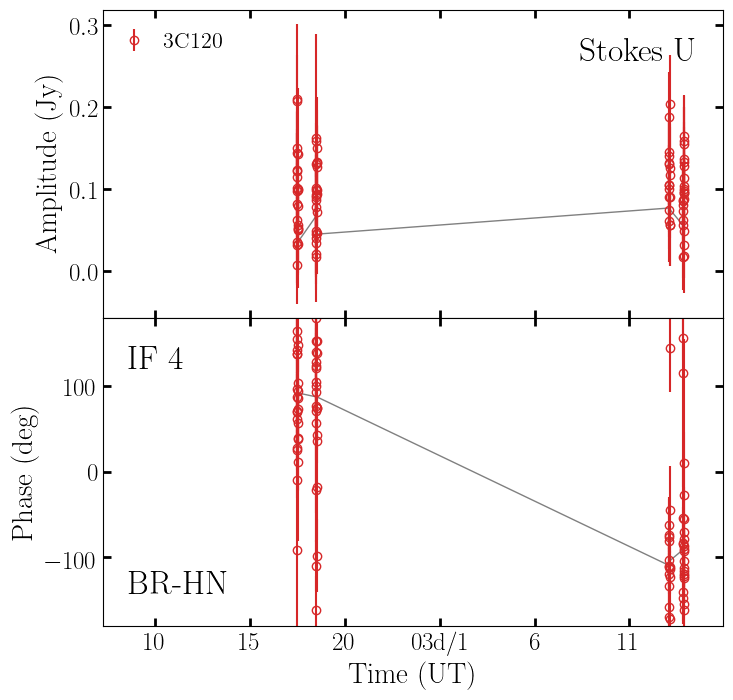 0.3
3C120
Stokes U
0.2
Amplitude (Jy)
0.1
0.0
IF 4
100
Phase (deg)
0
−100
BR-HN
10 15 20 03d/1 6 11
Time (UT)